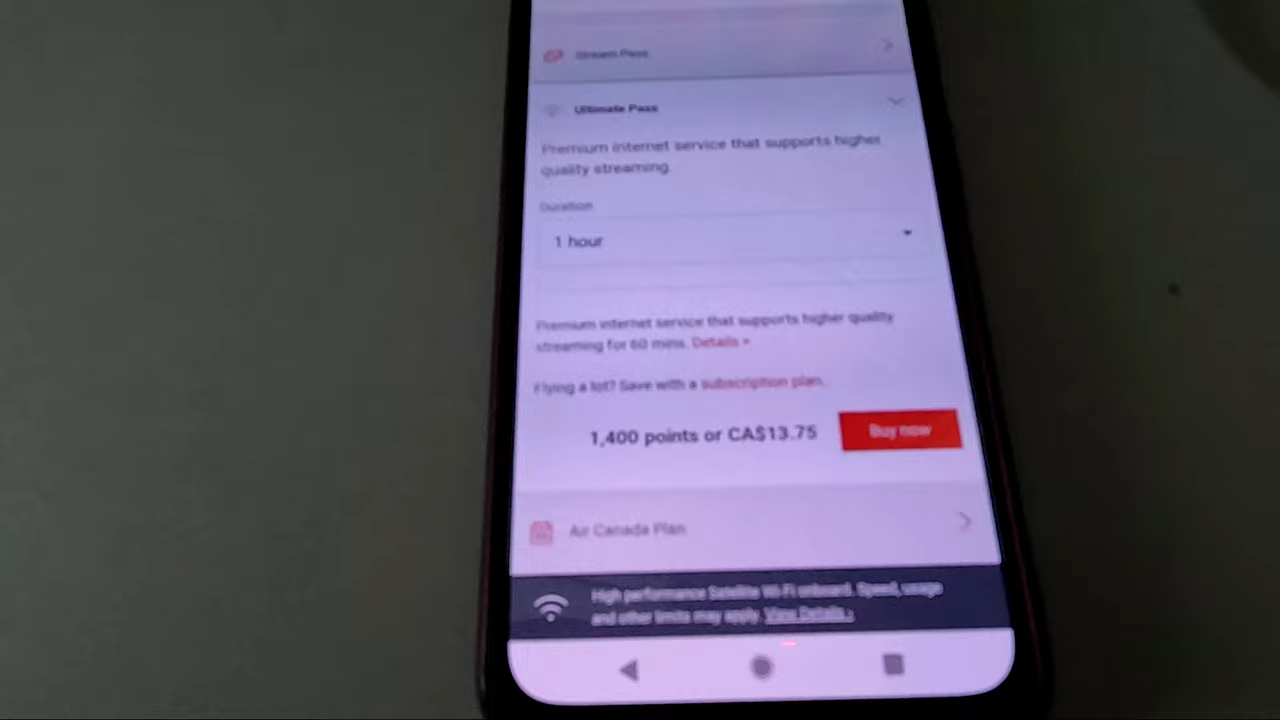 Stream Pass
Ultimate Pass
Premium internet service that supports higher
quality streaming.
Duration
1 hour
Premium internet service that supports higher quality
streaming for 60 mins. Details +
Flying a lot? Save with a subscription plan.
1,400 points or CA$13.75
Buy now
Air Canada Plan
High performance Satellite Wi-Fi onboard. Speed, usage
and other limits may apply. View Details >